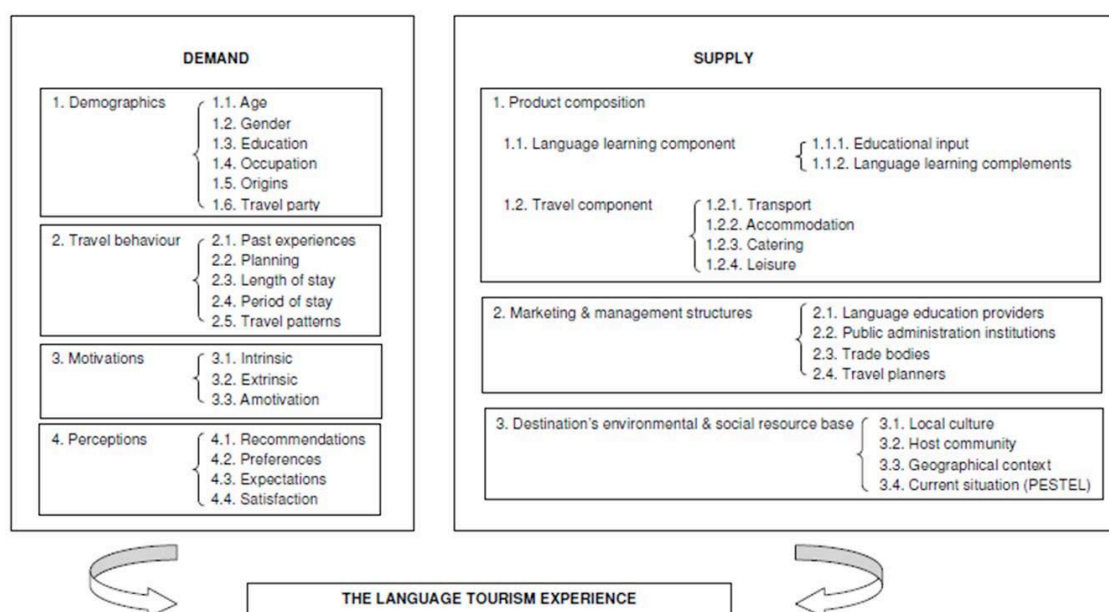 DEMAND
1. Demographics
1.1. Age
1.2. Gender
1.3. Education
1.4. Occupation
1.5. Origins
1.6. Travel party
2. Travel behaviour
2.1. Past experiences
2.2. Planning
2.3. Length of stay
2.4. Period of stay
2.5. Travel patterns
3. Motivations
3.1. Intrinsic
3.2. Extrinsic
3.3. Amotivation
4. Perceptions
4.1. Recommendations
4.2. Preferences
4.3. Expectations
4.4. Satisfaction
SUPPLY
1. Product composition
1.1. Language learning component
1.1.1. Educational input
1.1.2. Language learning complements
1.2. Travel component
1.2.1. Transport
1.2.2. Accommodation
1.2.3. Catering
1.2.4. Leisure
2. Marketing & management structures
2.1. Language education providers
2.2. Public administration institutions
2.3. Trade bodies
2.4. Travel planners
3. Destination's environmental & social resource base
3.1. Local culture
3.2. Host community
3.3. Geographical context
3.4. Current situation (PESTEL)
THE LANGUAGE TOURISM EXPERIENCE